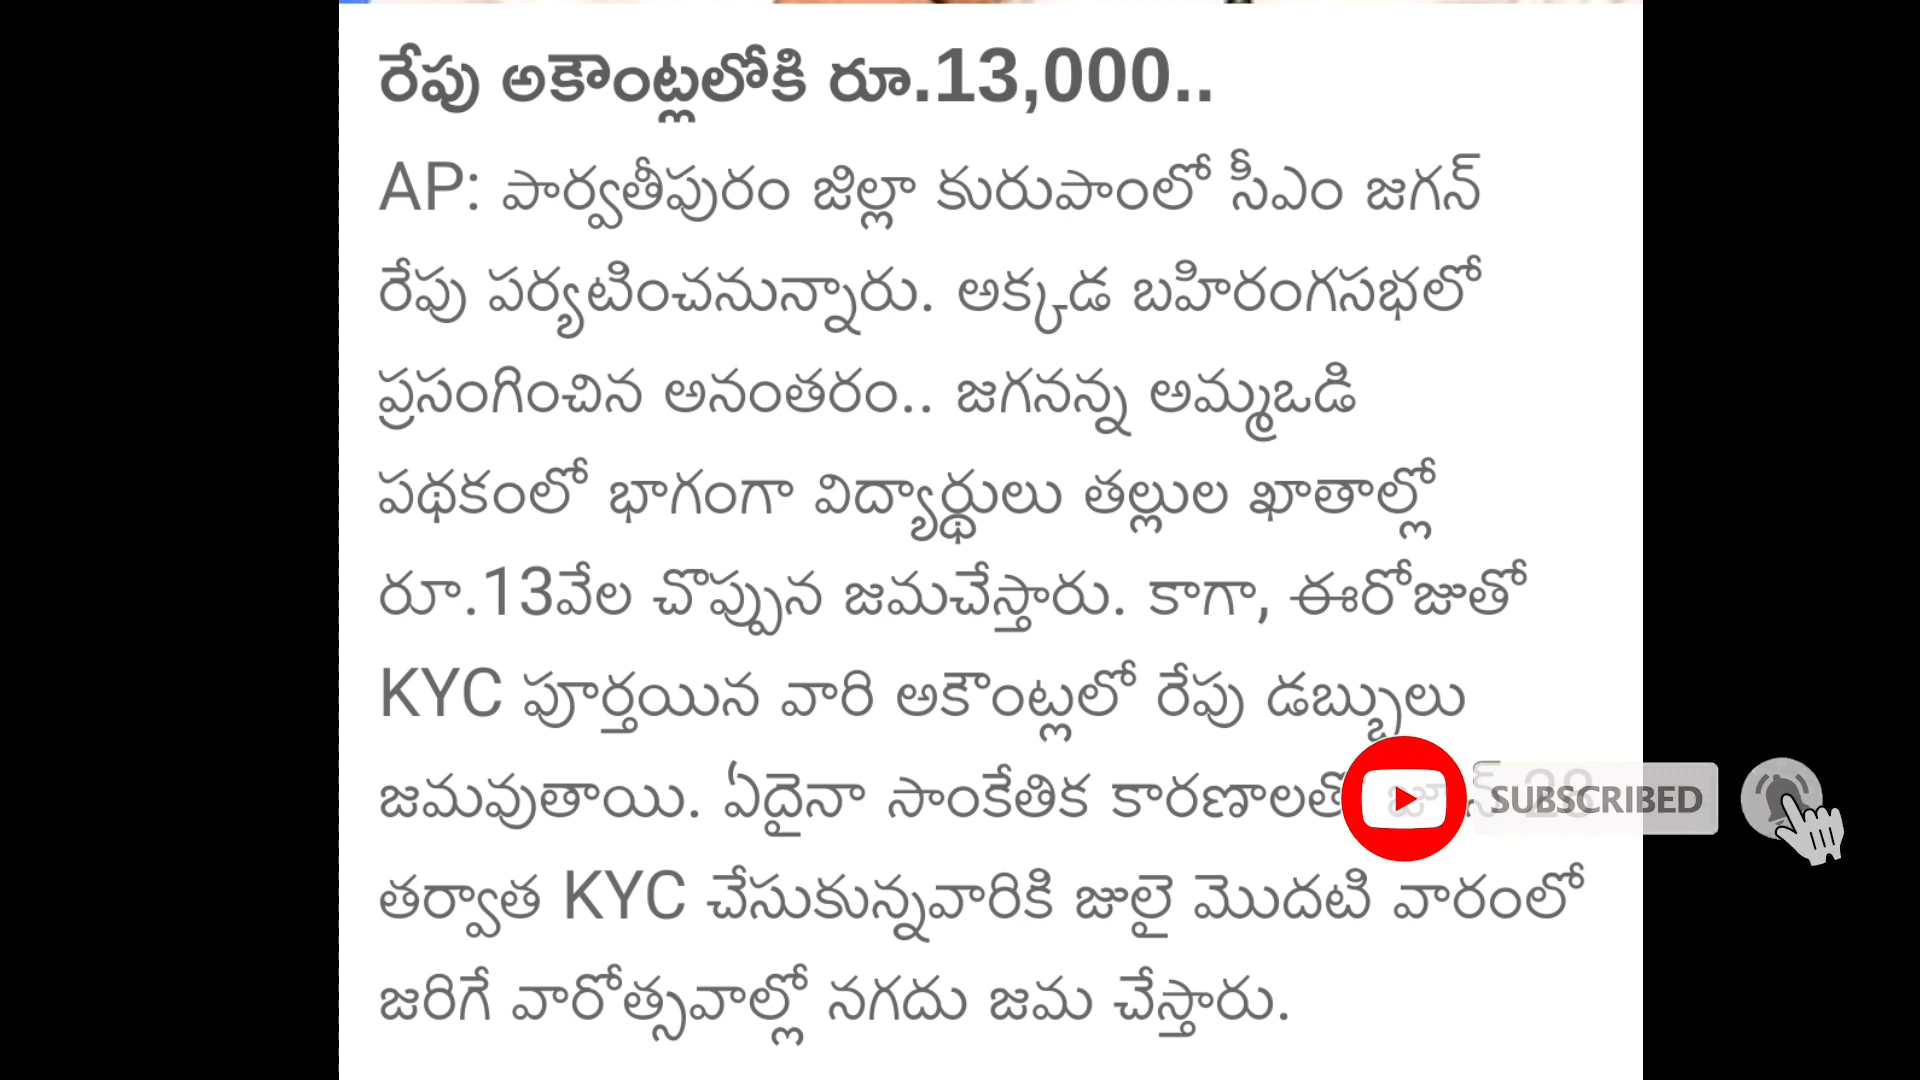 రేపు అకౌంట్లలోకి రూ.13,000..
AP: పార్వతీపురం జిల్లా కురుపాంలో సీఎం జగన్
రేపు పర్యటించనున్నారు. అక్కడ బహిరంగసభలో
ప్రసంగించిన అనంతరం.. జగనన్న అమ్మఒడి
పథకంలో భాగంగా విద్యార్థులు తల్లుల ఖాతాల్లో
రూ.13వేల చొప్పున జమచేస్తారు. కాగా, ఈరోజుతో
KYC పూర్తయిన వారి అకౌంట్లలో రేపు డబ్బులు
జమవుతాయి. ఏదైనా సాంకేతిక కారణాలతో జూన్ 28
SUBSCRIBED
తర్వాత KYC చేసుకున్నవారికి జులై మొదటి వారంలో
జరిగే వారోత్సవాల్లో నగదు జమ చేస్తారు.